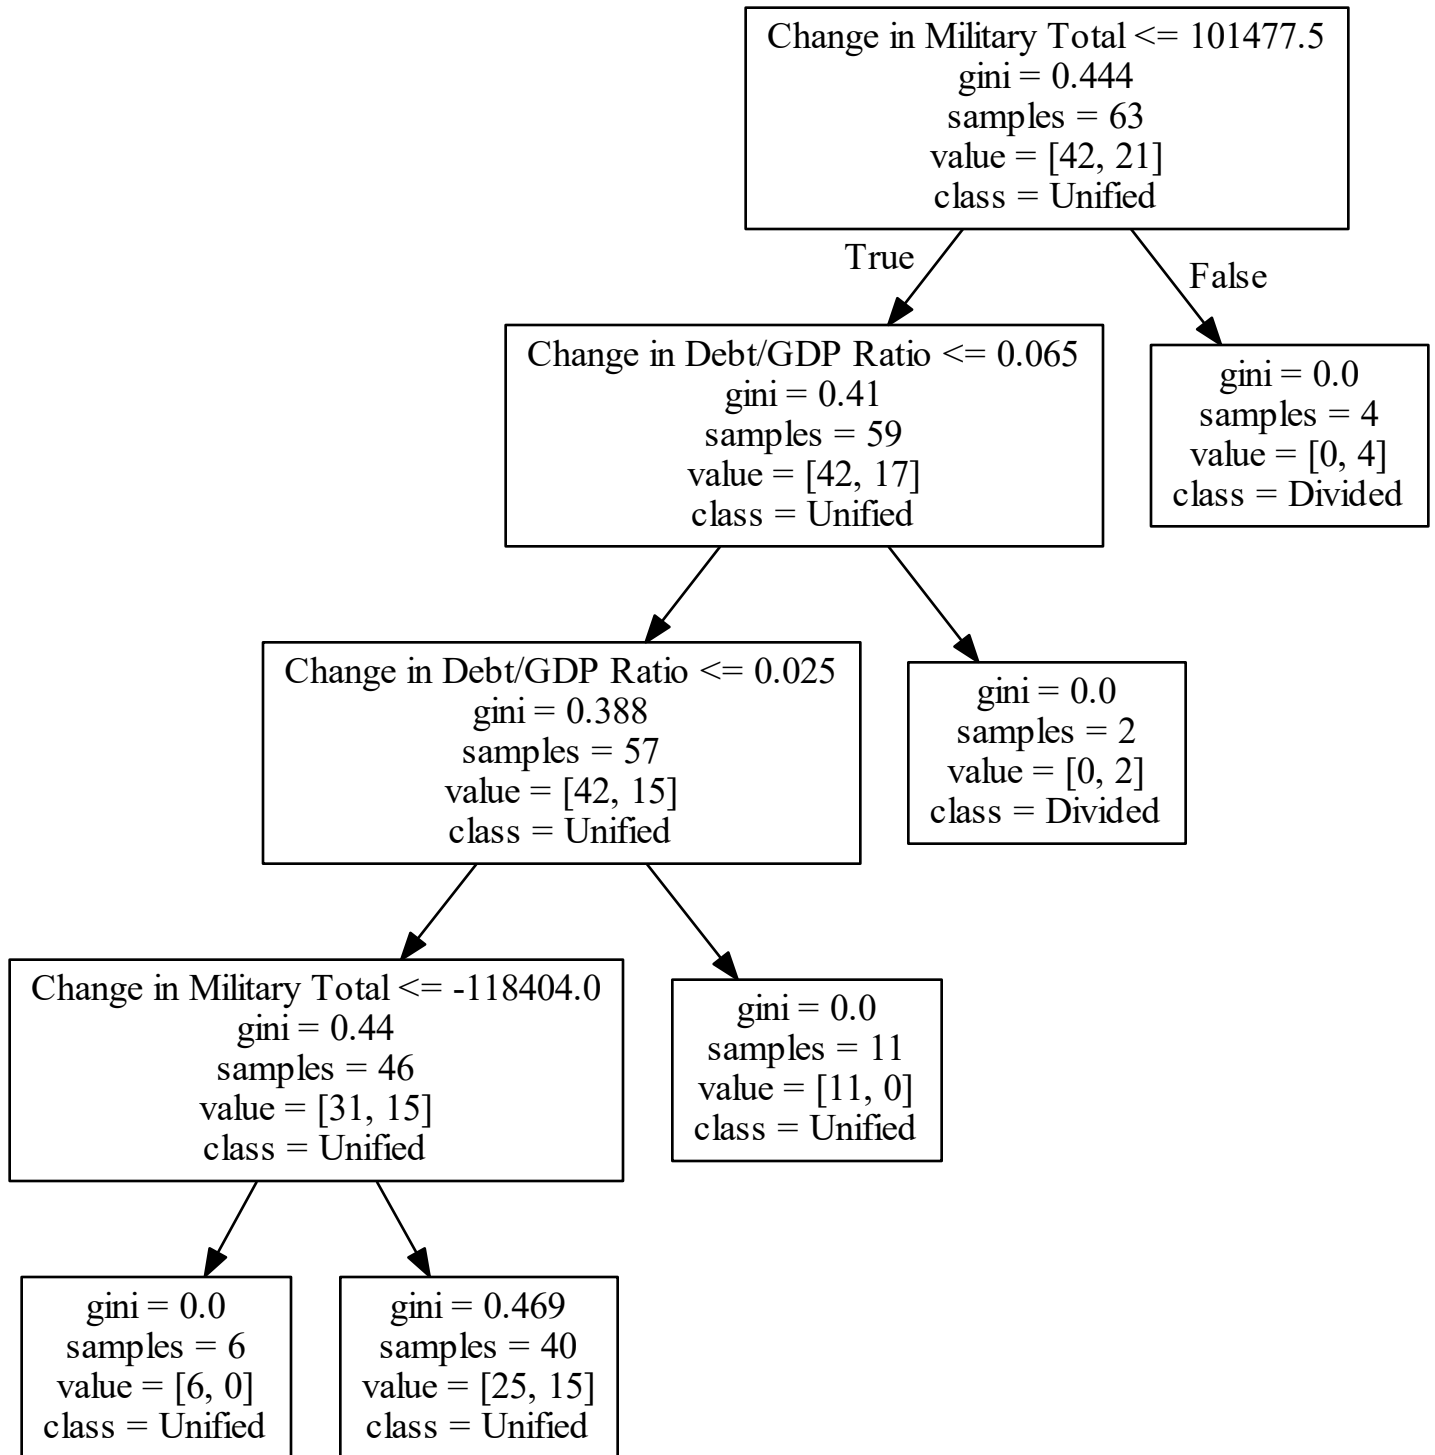 Change in Military Total <= 101477.5
gini = 0.444
samples = 63
value = [42, 21]
class = Unified
True
False
Change in Debt/GDP Ratio <= 0.065
gini = 0.41
samples = 59
value = [42, 17]
class = Unified
gini = 0.0
samples = 4
value = [0, 4]
class = Divided
Change in Debt/GDP Ratio <= 0.025
gini = 0.388
samples = 57
value = [42, 15]
class = Unified
gini = 0.0
samples = 2
value = [0, 2]
class = Divided
Change in Military Total <= -118404.0
gini = 0.44
samples = 46
value = [31, 15]
class = Unified
gini = 0.0
samples = 11
value = [11, 0]
class = Unified
gini = 0.0
samples = 6
value = [6, 0]
class = Unified
gini = 0.469
samples = 40
value = [25, 15]
class = Unified